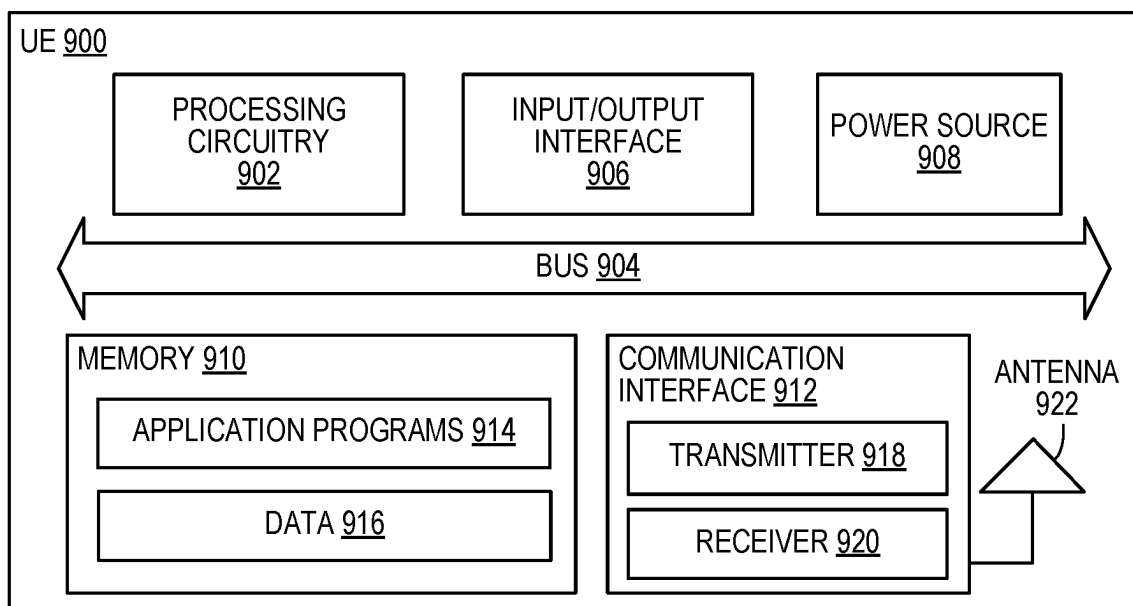 UE 900
PROCESSING
CIRCUITRY
902
INPUT/OUTPUT
INTERFACE
906
POWER SOURCE
908
BUS 904
MEMORY 910
APPLICATION PROGRAMS 914
DATA 916
COMMUNICATION
INTERFACE 912
TRANSMITTER 918
RECEIVER 920
ANTENNA
922